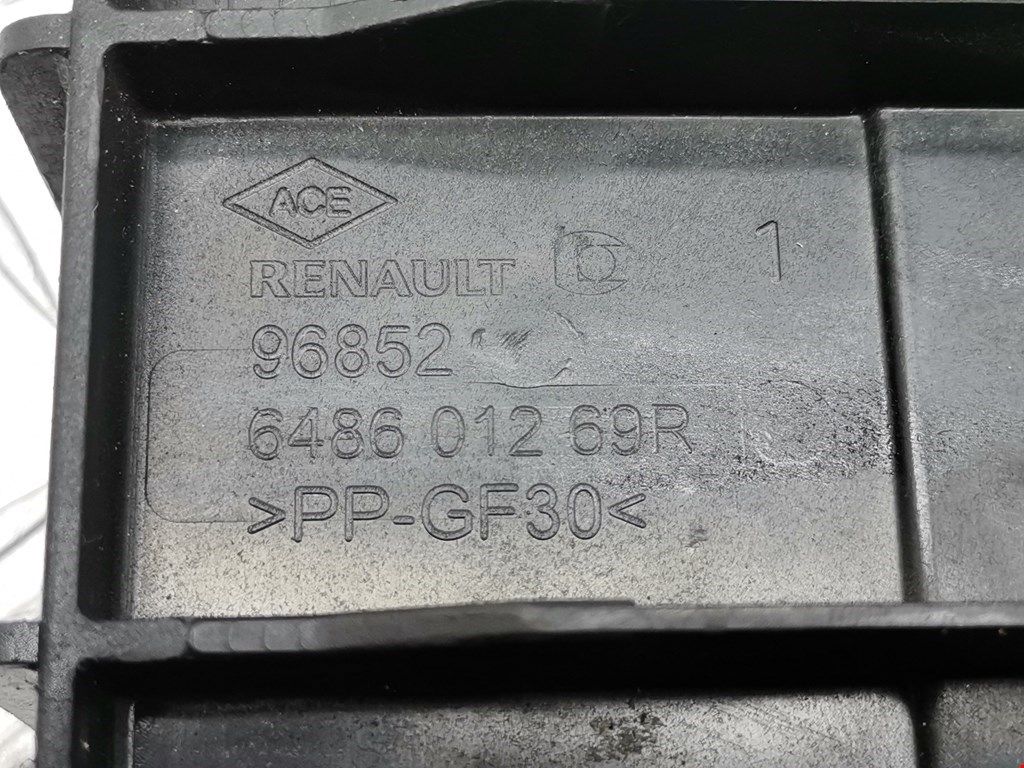 ACE
RENAULT 1
96852
6486 012 69R
>PP-GF30<